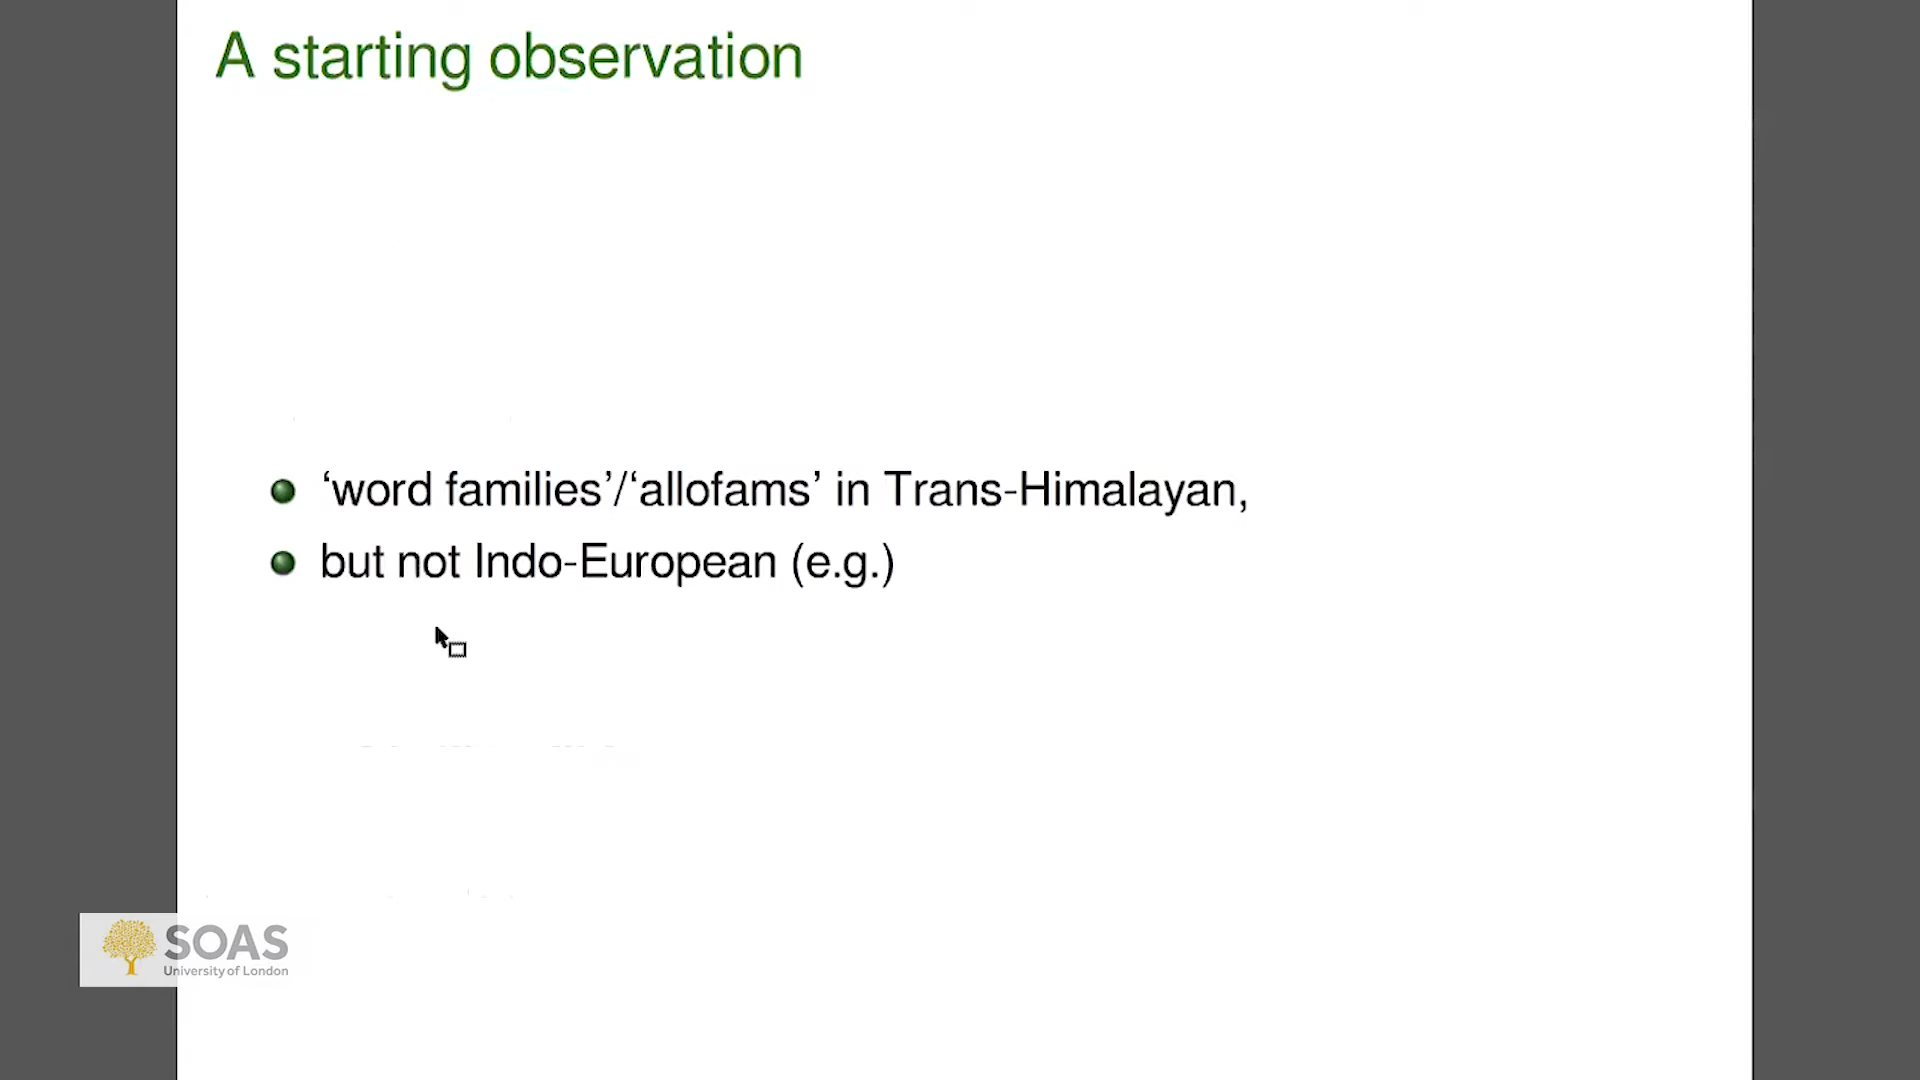 A starting observation
‘word families’/‘allofams’ in Trans-Himalayan,
but not Indo-European (e.g.)
SOAS
University of London